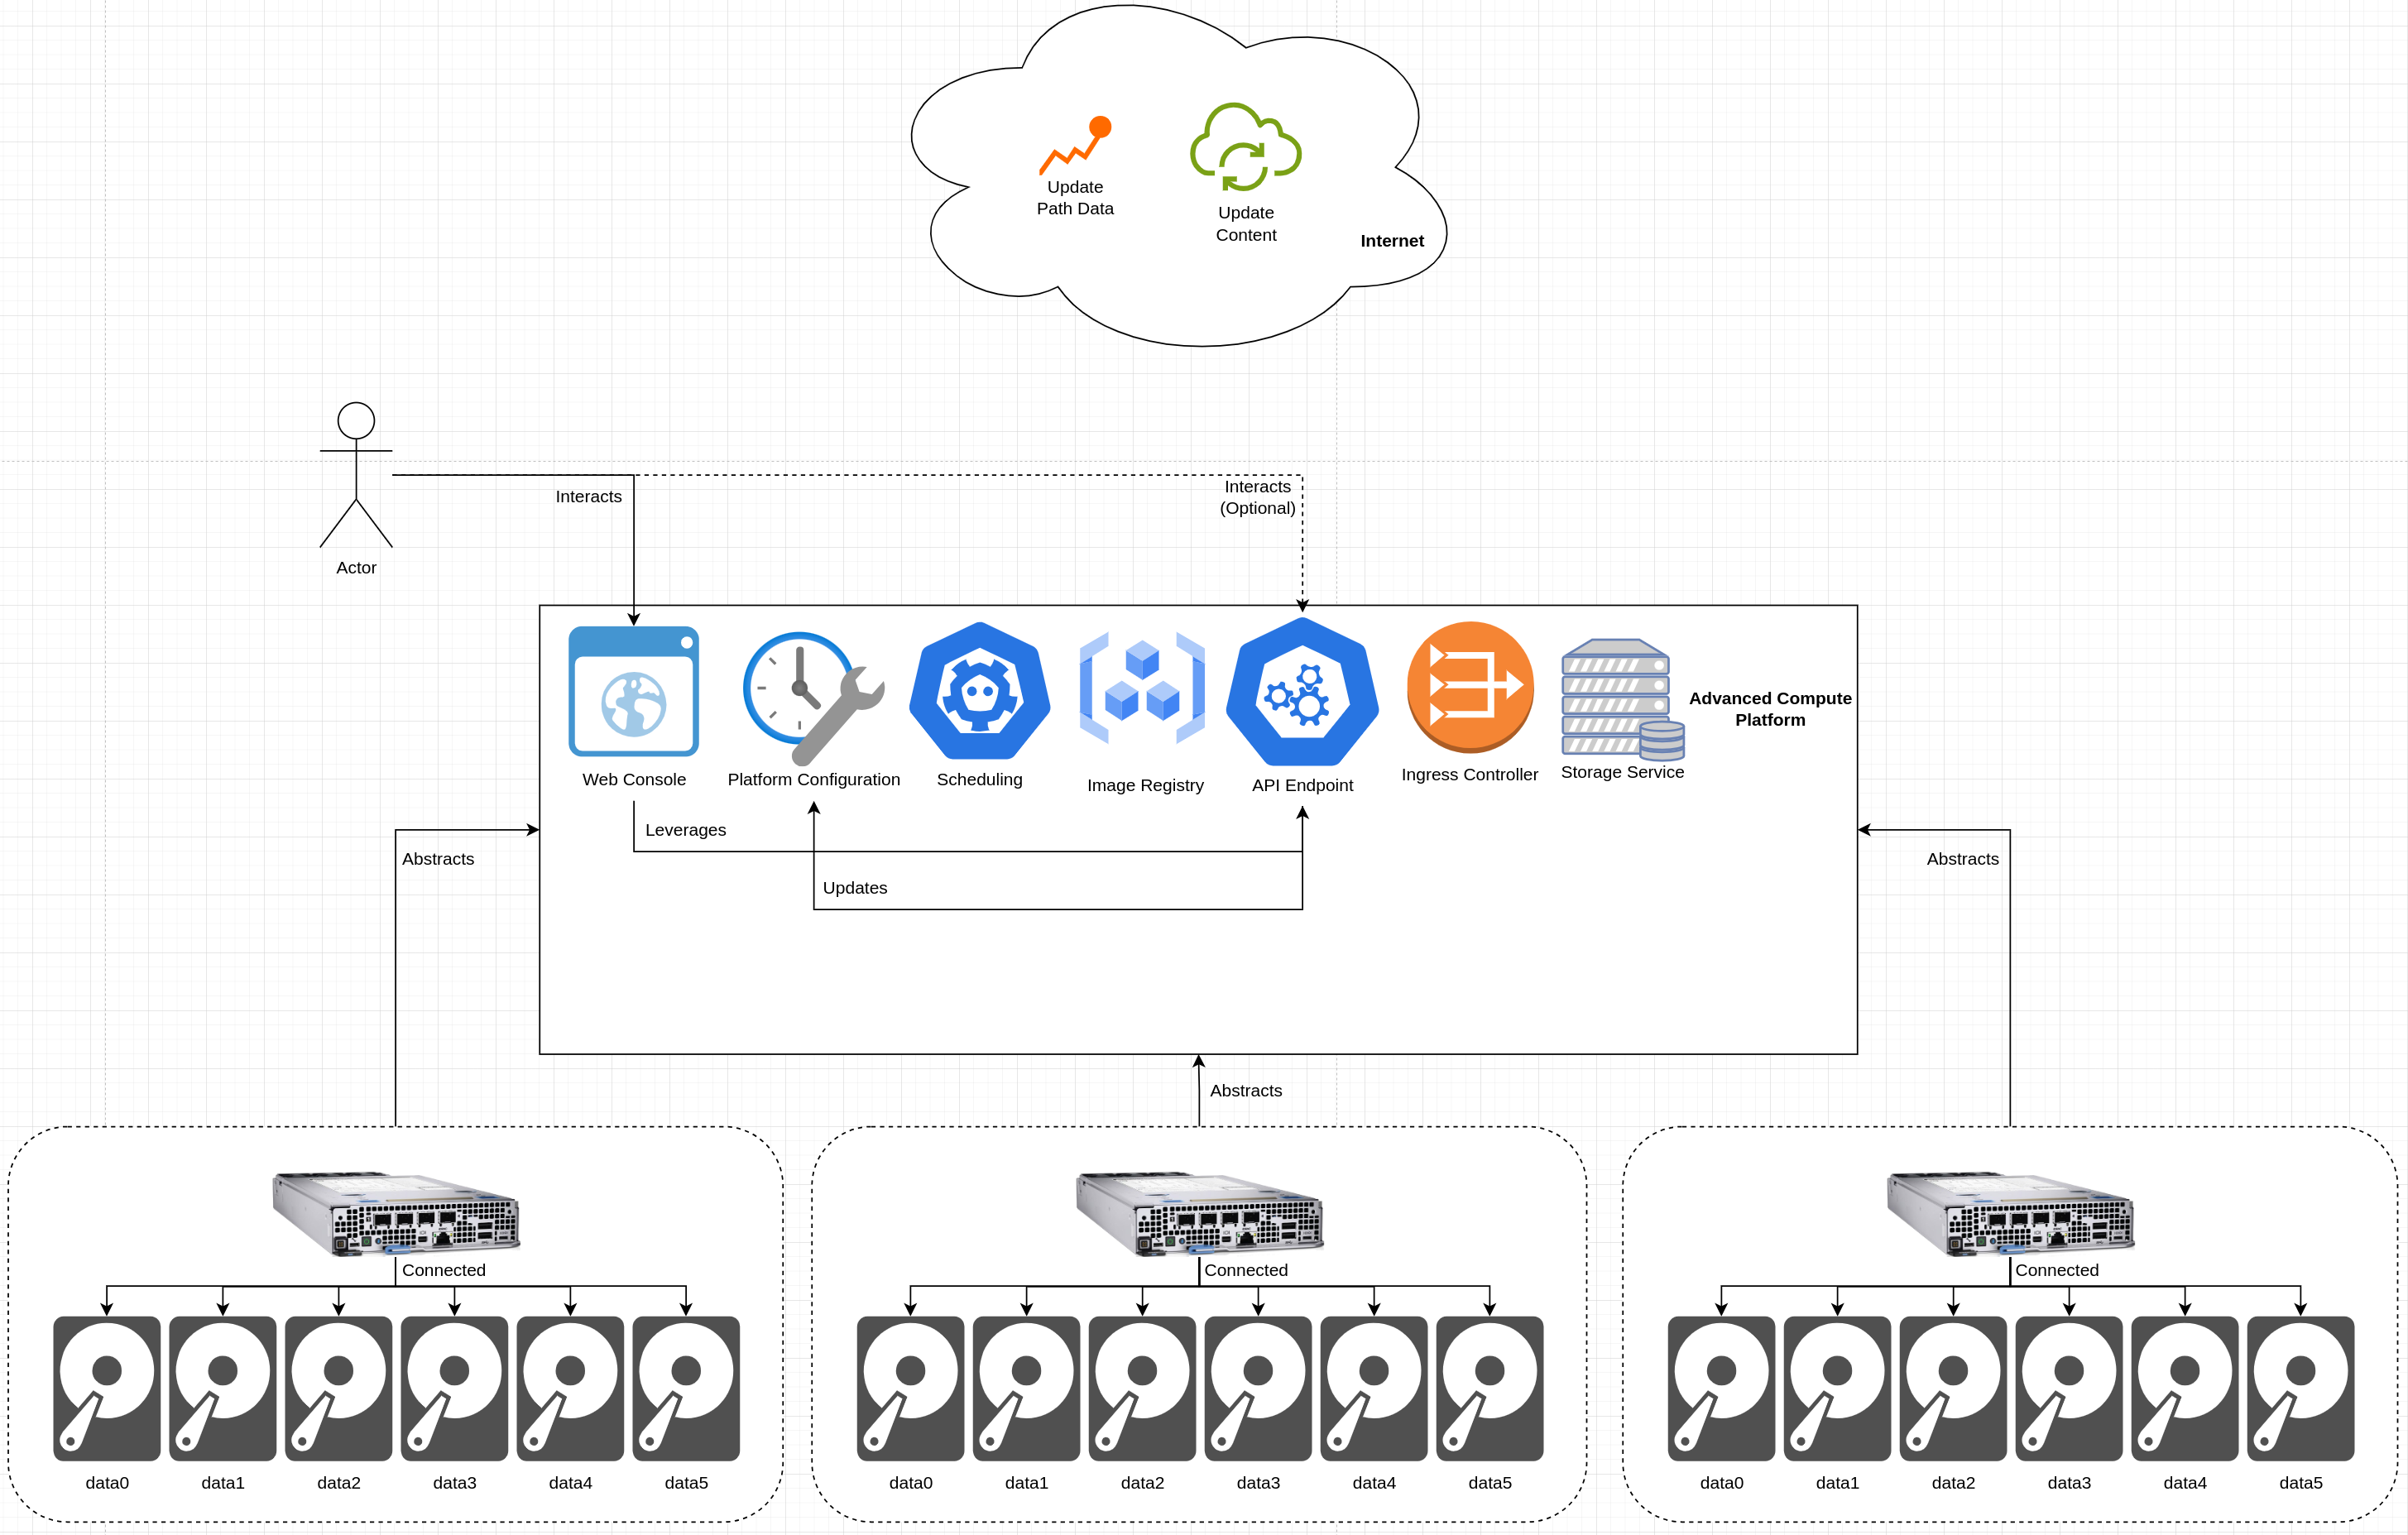 Update
Path Data
Update
Content
Internet
Interacts
Interacts
(Optional)
Actor
Advanced Compute
Platform
Web Console
Platform Configuration
Scheduling
Image Registry
API Endpoint
Ingress Controller
Storage Service
Leverages
Updates
Abstracts
Abstracts
Abstracts
Connected
Connected
Connected
data0
data1
data2
data3
data4
data5
data0
data1
data2
data3
data4
data5
data0
data1
data2
data3
data4
data5